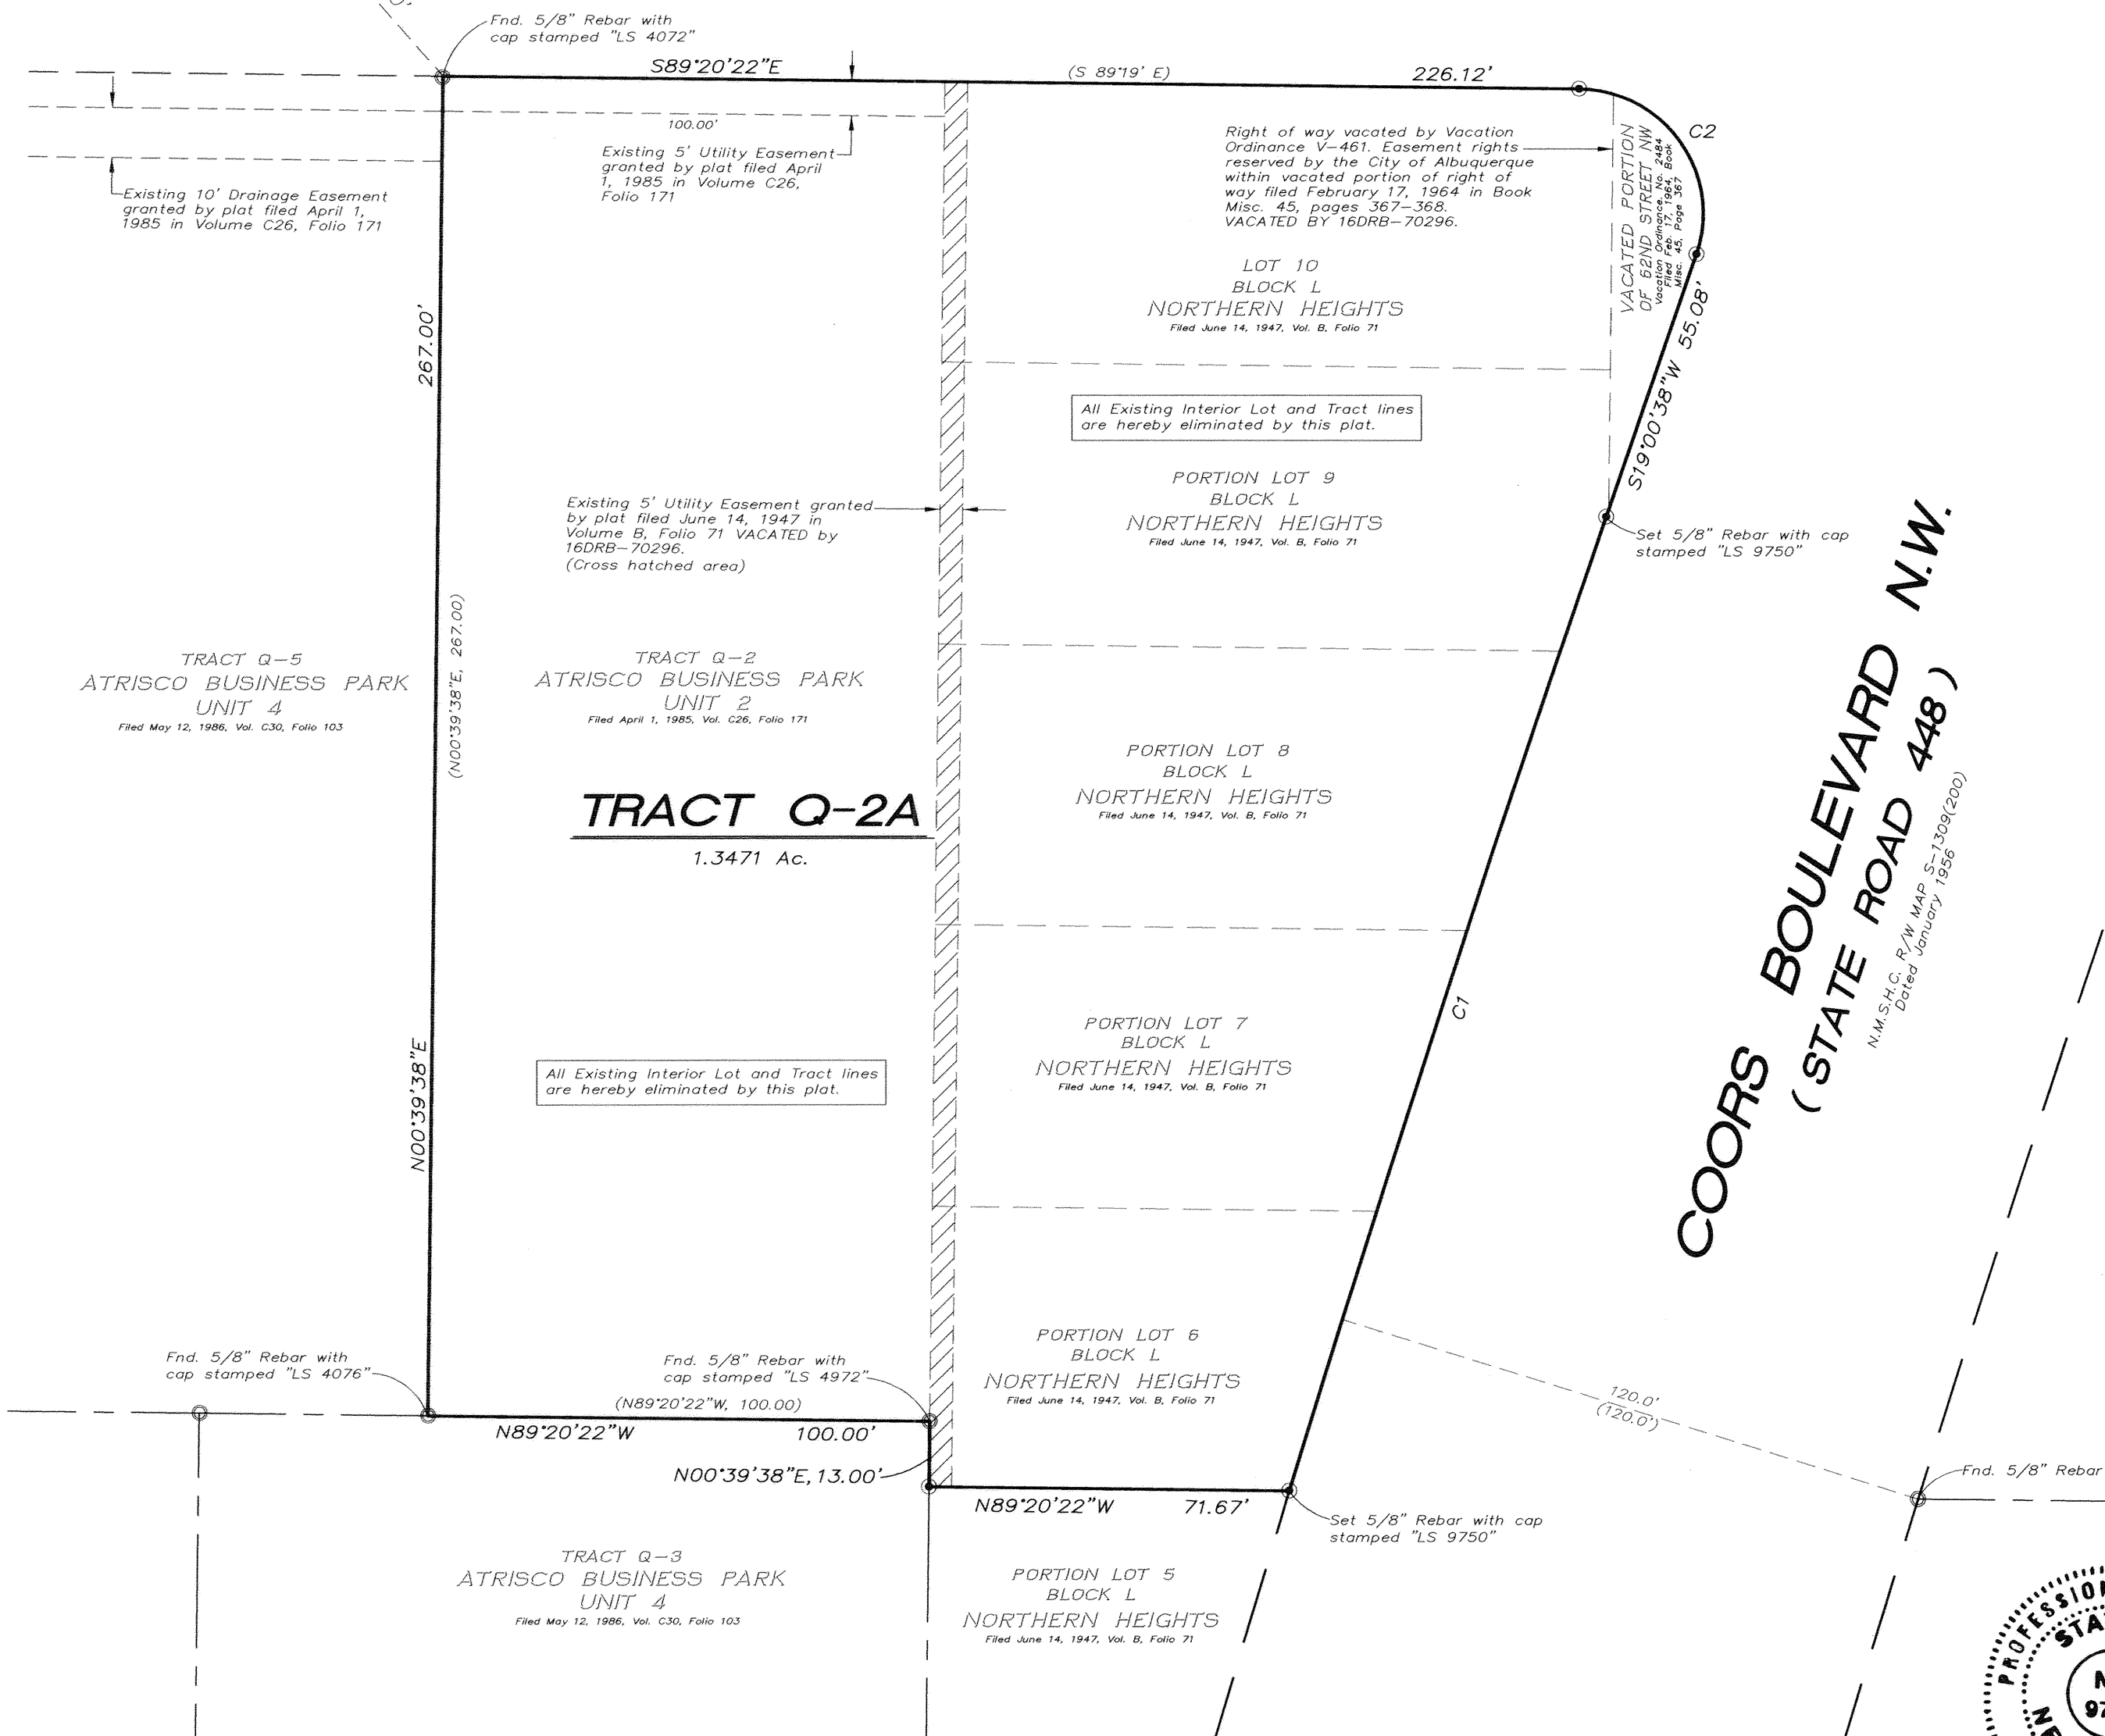 Fnd. 5/8" Rebar with
cap stamped "LS 4072"
S89°20'22"E
(S 89°19' E)
226.12'
C2
100.00'
Existing 5' Utility Easement
granted by plat filed April
1, 1985 in Volume C26,
Folio 171
Existing 10' Drainage Easement
granted by plat filed April 1,
1985 in Volume C26, Folio 171
Right of way vacated by Vacation
Ordinance V-461. Easement rights
reserved by the City of Albuquerque
within vacated portion of right of
way filed February 17, 1964 in Book
Misc. 45, pages 367-368.
VACATED BY 16DRB-70296.
VACATED PORTION
OF 62ND STREET NW
Vacation Ordinance. No. 2484
Filed Feb. 17, 1964, Book
Misc. 45, Page 367
LOT 10
BLOCK L
NORTHERN HEIGHTS
Filed June 14, 1947, Vol. B, Folio 71
267.00'
S19°00'38"W 55.08'
All Existing Interior Lot and Tract lines
are hereby eliminated by this plat.
PORTION LOT 9
BLOCK L
NORTHERN HEIGHTS
Filed June 14, 1947, Vol. B, Folio 71
Existing 5' Utility Easement granted
by plat filed June 14, 1947 in
Volume B, Folio 71 VACATED by
16DRB-70296.
(Cross hatched area)
Set 5/8" Rebar with cap
stamped "LS 9750"
(N00°39'38"E, 267.00)
TRACT Q-5
ATRISCO BUSINESS PARK
UNIT 4
Filed May 12, 1986, Vol. C30, Folio 103
TRACT Q-2
ATRISCO BUSINESS PARK
UNIT 2
Filed April 1, 1985, Vol. C26, Folio 171
PORTION LOT 8
BLOCK L
NORTHERN HEIGHTS
Filed June 14, 1947, Vol. B, Folio 71
TRACT Q-2A
1.3471 Ac.
COORS BOULEVARD N.W.
( STATE ROAD 448 )
N.M.S.H.C. R/W MAP S-1309(200)
Dated January 1956
C1
PORTION LOT 7
BLOCK L
NORTHERN HEIGHTS
Filed June 14, 1947, Vol. B, Folio 71
N00°39'38"E
All Existing Interior Lot and Tract lines
are hereby eliminated by this plat.
PORTION LOT 6
BLOCK L
NORTHERN HEIGHTS
Filed June 14, 1947, Vol. B, Folio 71
Fnd. 5/8" Rebar with
cap stamped "LS 4076"
Fnd. 5/8" Rebar with
cap stamped "LS 4972"
(N89°20'22"W, 100.00)
N89°20'22"W 100.00'
N00°39'38"E, 13.00'
120.0'
(120.0')
Fnd. 5/8" Rebar
N89°20'22"W 71.67'
Set 5/8" Rebar with cap
stamped "LS 9750"
TRACT Q-3
ATRISCO BUSINESS PARK
UNIT 4
Filed May 12, 1986, Vol. C30, Folio 103
PORTION LOT 5
BLOCK L
NORTHERN HEIGHTS
Filed June 14, 1947, Vol. B, Folio 71